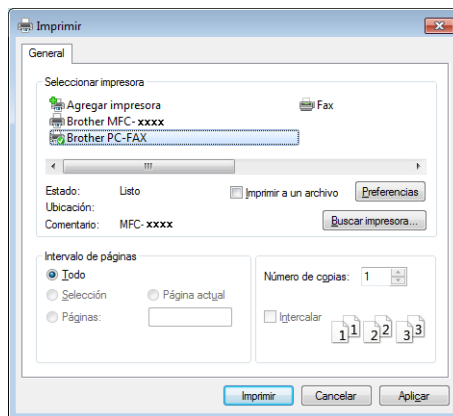 Imprimir
General
Seleccionar impresora
Agregar impresora
Fax
Brother MFC-xxxx
Brother PC-FAX
Estado: Listo
Imprimir a un archivo
Preferencias
Ubicación:
Comentario: MFC-xxxx
Buscar impresora...
Intervalo de páginas
Todo
Selección
Página actual
Páginas:
Número de copias: 1
Intercalar
1 1 2 2 3 3
Imprimir
Cancelar
Aplicar